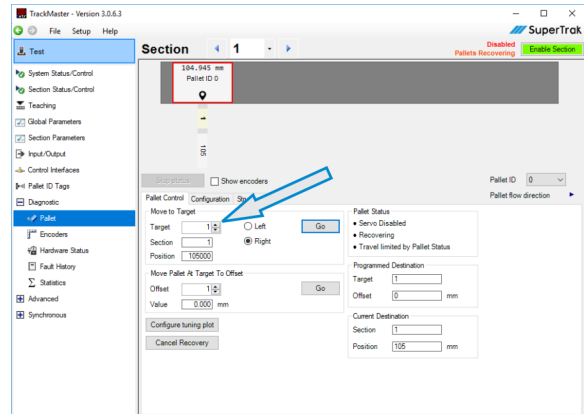 TrackMaster - Version 3.0.6.3
File Setup Help
SuperTrak
Test
Section 1
Disabled
Pallets Recovering
Enable Section
System Status/Control
Section Status/Control
Teaching
Global Parameters
Section Parameters
Input/Output
Control Interfaces
Pallet ID Tags
Diagnostic
Pallet
Encoders
Hardware Status
Fault History
Statistics
Advanced
Synchronous
104.945 mm
Pallet ID 0
1
105
Stop status
Show encoders
Pallet ID 0
Pallet flow direction
Pallet Control Configuration
Move to Target
Target 1 Left Go
Section 1 Right
Position 105000
Move Pallet At Target To Offset
Offset 1 Go
Value 0.000 mm
Configure tuning plot
Cancel Recovery
Pallet Status
• Servo Disabled
• Recovering
• Travel limited by Pallet Status
Programmed Destination
Target 1
Offset 0 mm
Current Destination
Section 1
Position 105 mm